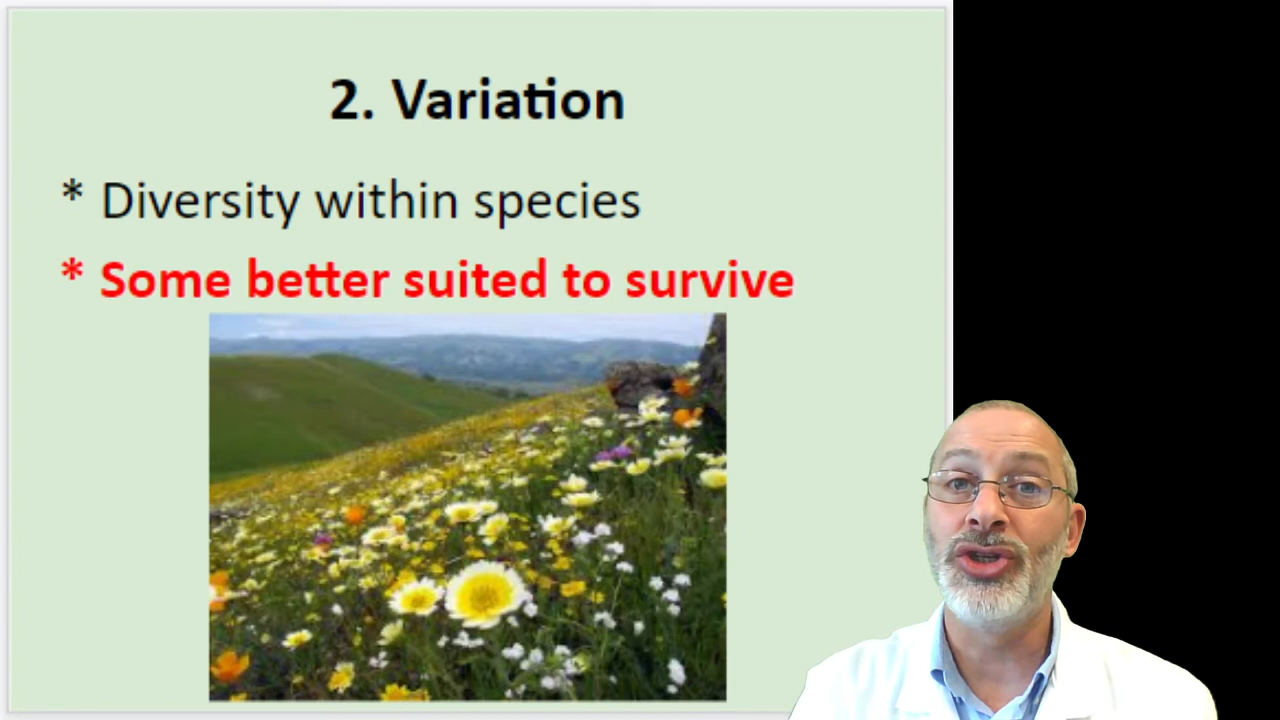 2. Variation
* Diversity within species
* Some better suited to survive